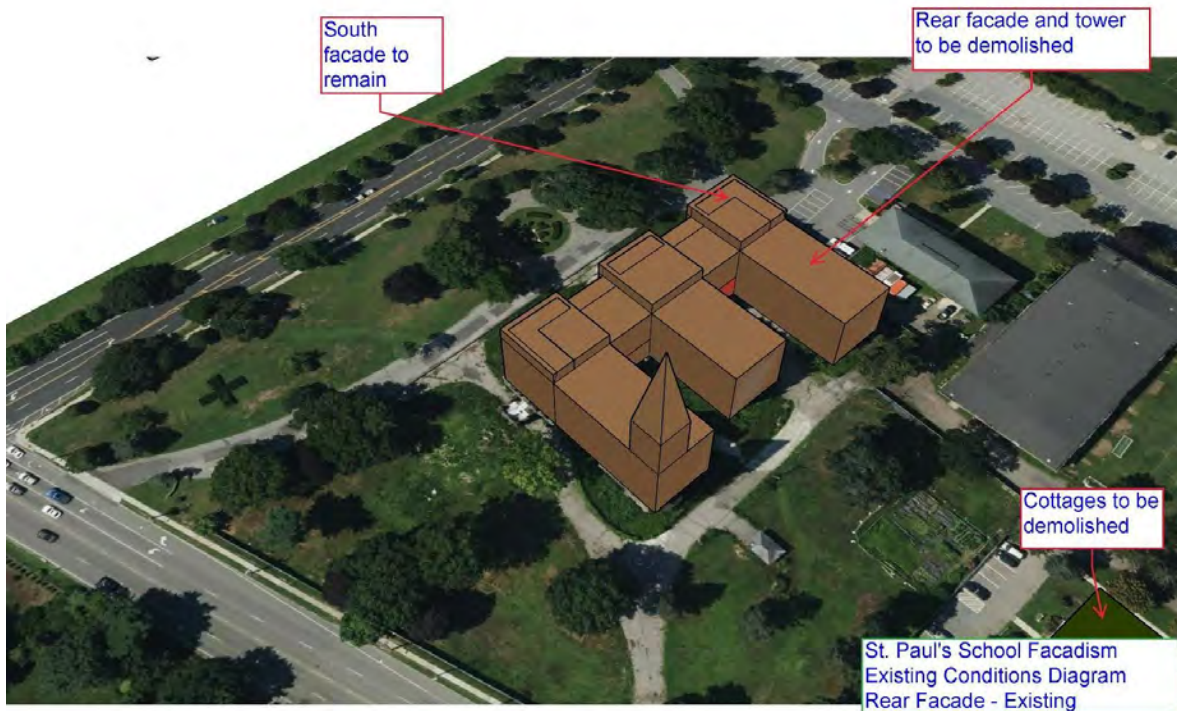 South
facade to
remain
Rear facade and tower
to be demolished
Cottages to be
demolished
St. Paul's School Facadism
Existing Conditions Diagram
Rear Facade - Existing